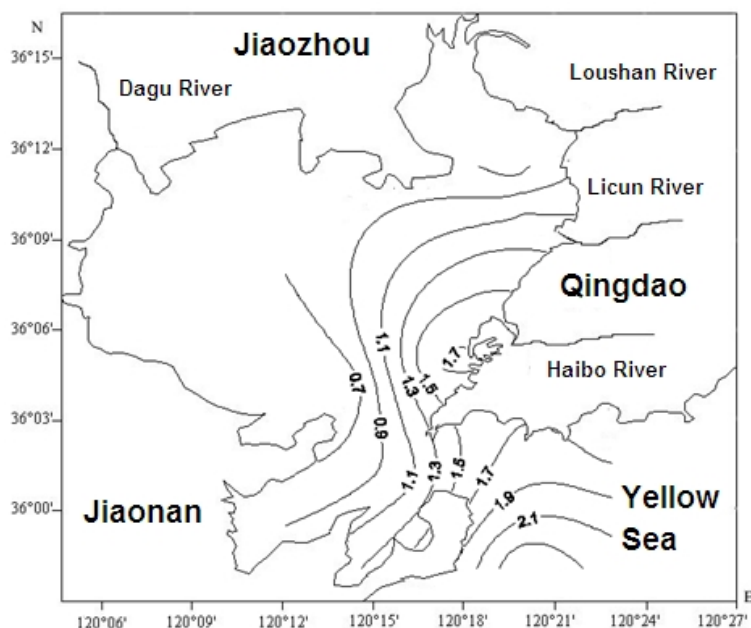 N
Jiaozhou
36°15'
Loushan River
Dagu River
36°12'
Licun River
36°09'
Qingdao
36°06'
1.1
1.7
Haibo River
0.7
1.3
1.5
36°03'
0.9
1.1
1.3
1.5
1.7
36°00'
Jiaonan
1.9
Yellow
2.1
Sea
E
120°06'
120°09'
120°12'
120°15'
120°18'
120°21'
120°24'
120°27'